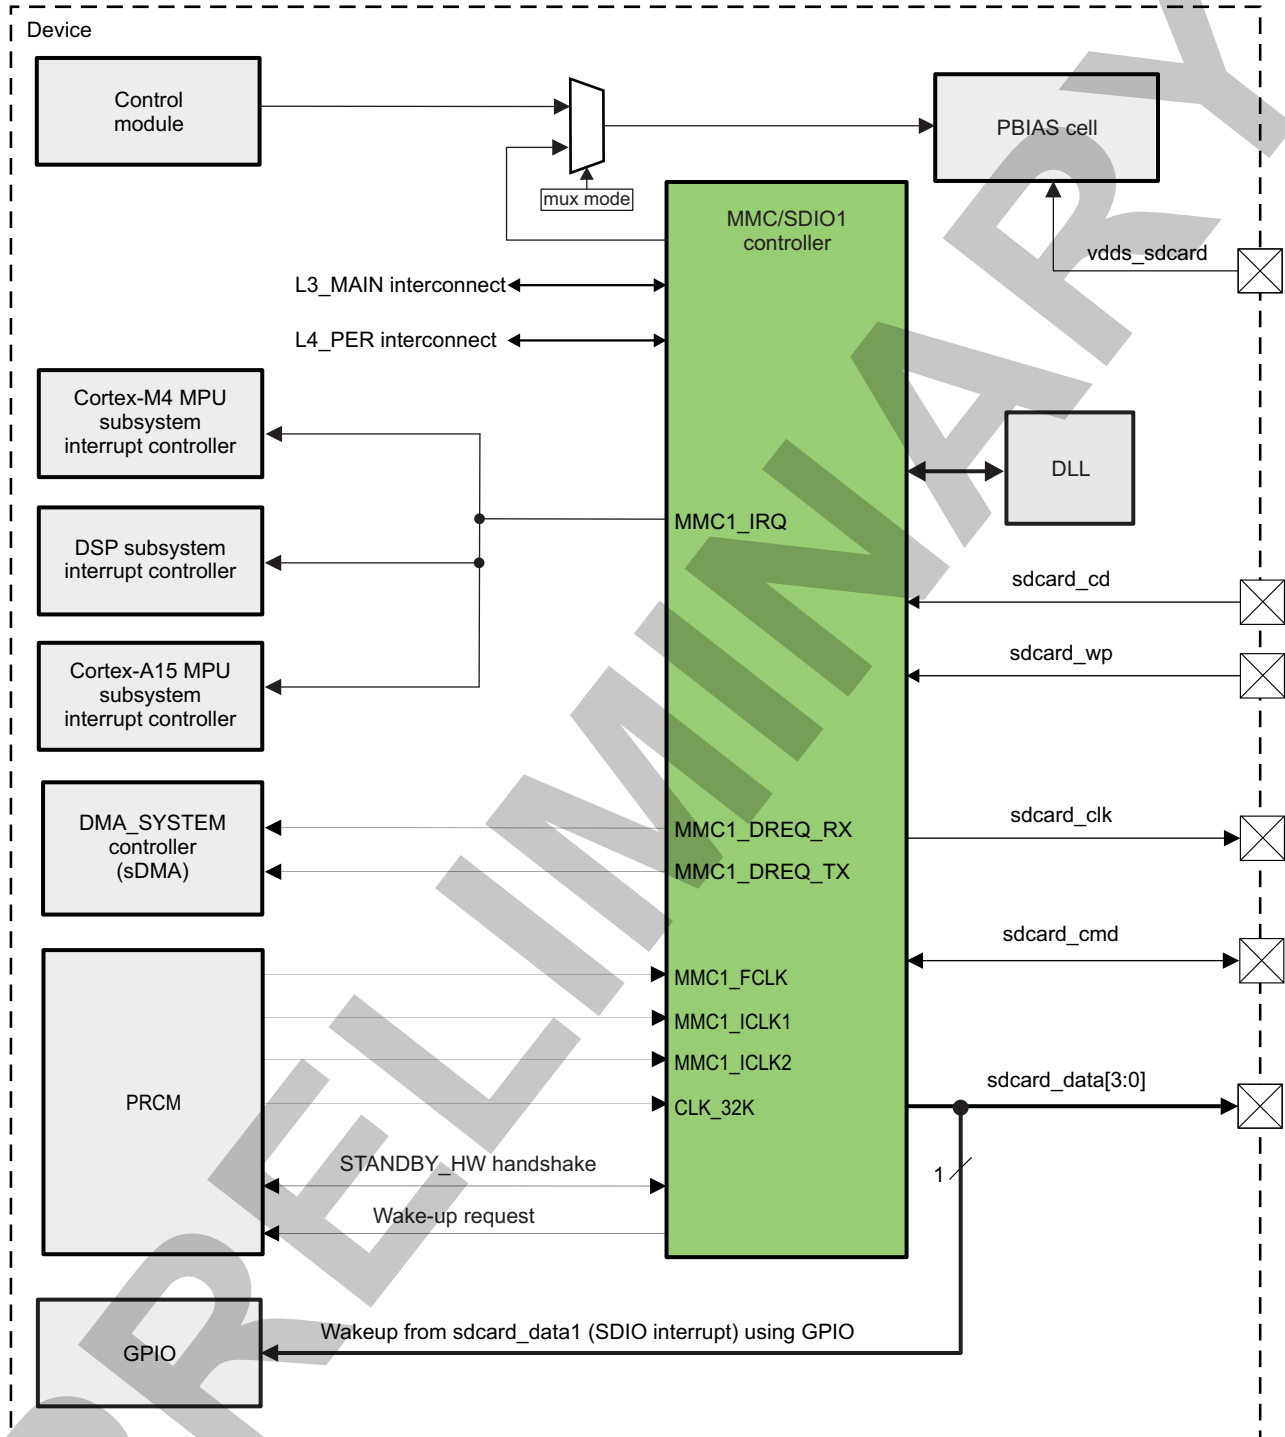 Device
Control
module
PBIAS cell
mux mode
MMC/SDIO1
controller
vdds_sdcard
L3_MAIN interconnect
L4_PER interconnect
Cortex-M4 MPU
subsystem
interrupt controller
DLL
MMC1_IRQ
DSP subsystem
interrupt controller
sdcard_cd
sdcard_wp
Cortex-A15 MPU
subsystem
interrupt controller
DMA_SYSTEM
controller
(sDMA)
MMC1_DREQ_RX
MMC1_DREQ_TX
sdcard_clk
sdcard_cmd
PRCM
MMC1_FCLK
MMC1_ICLK1
MMC1_ICLK2
CLK_32K
sdcard_data[3:0]
STANDBY_HW handshake
1
Wake-up request
Wakeup from sdcard_data1 (SDIO interrupt) using GPIO
GPIO
PRELIMINARY